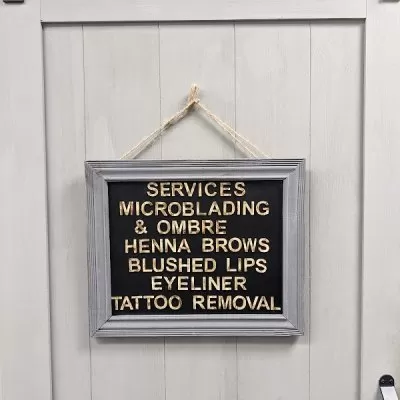 SERVICES
MICROBLADING
& OMBRE
HENNA BROWS
BLUSHED LIPS
EYELINER
TATTOO REMOVAL